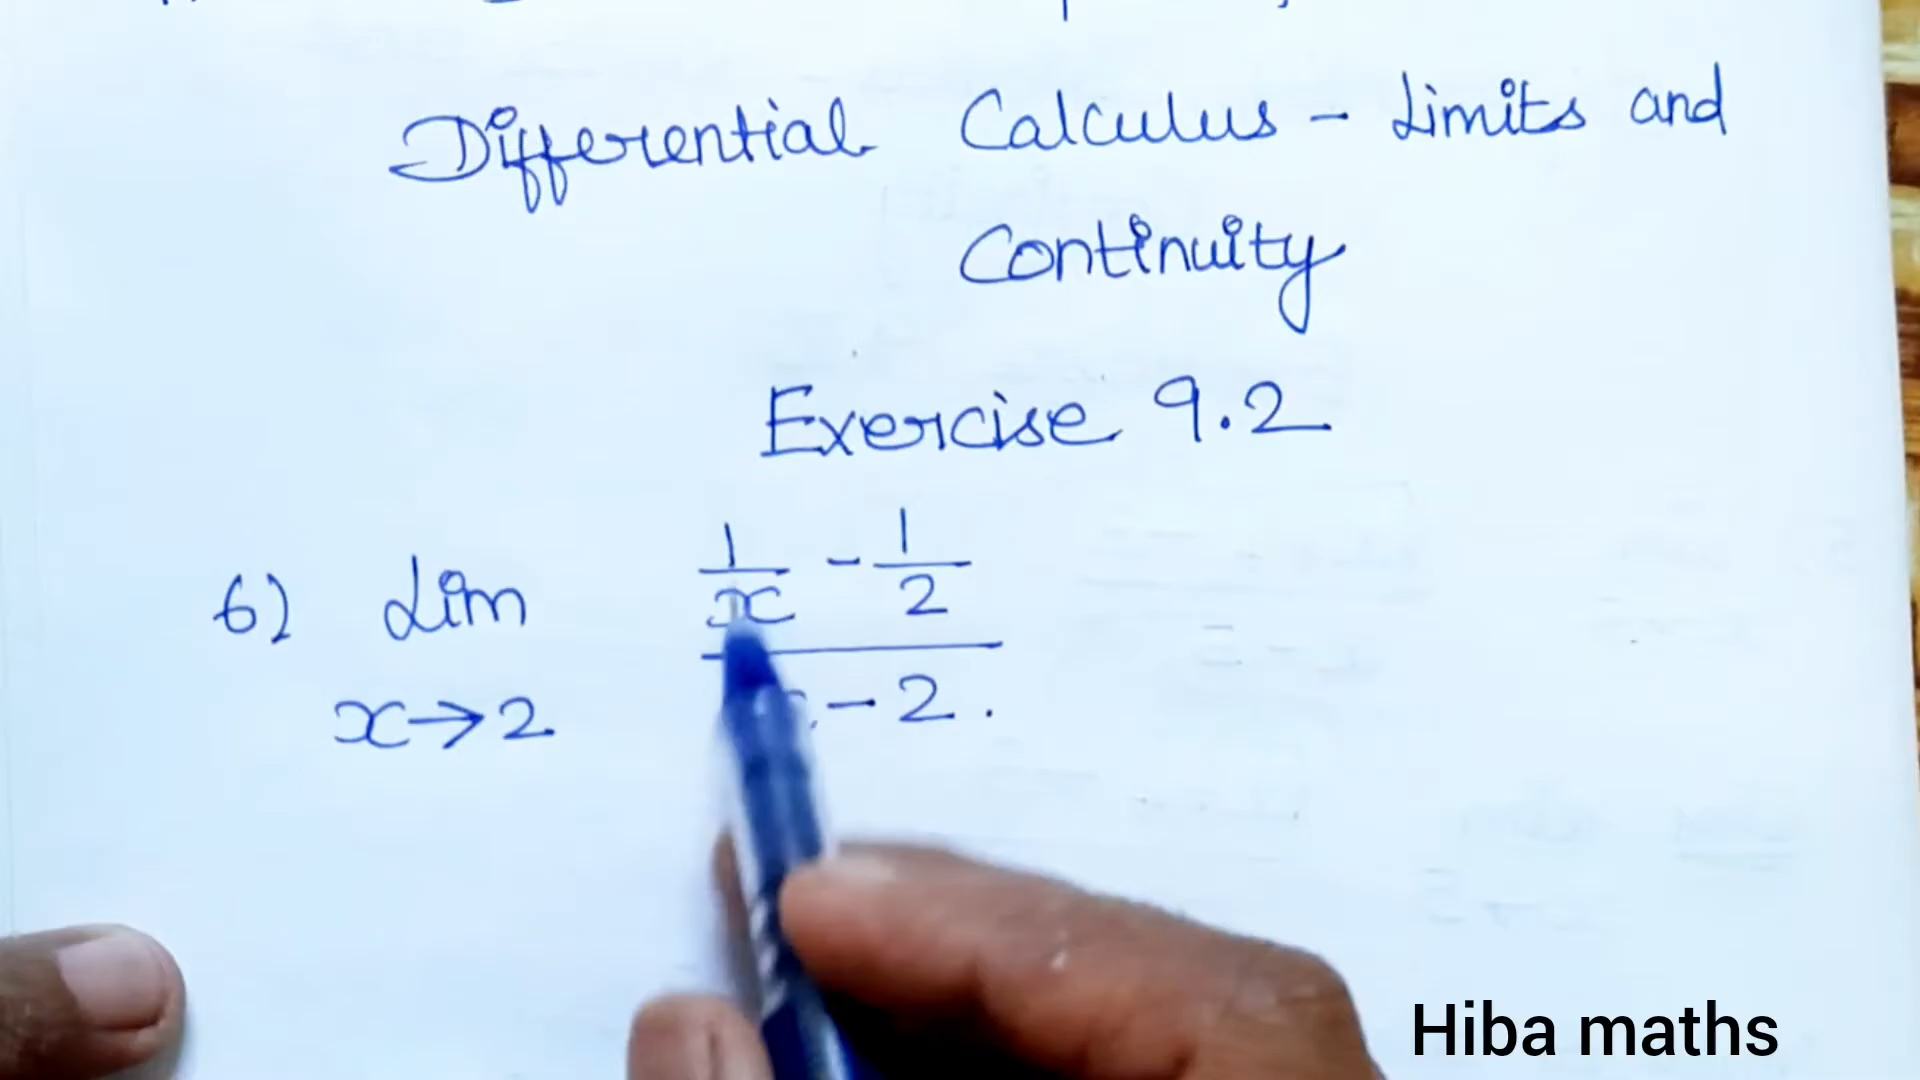 Differential Calculus - Limits and
Continuity
Exercise 9.2
6) Lim 1/x - 1/2
x→2 - 2.
Hiba maths